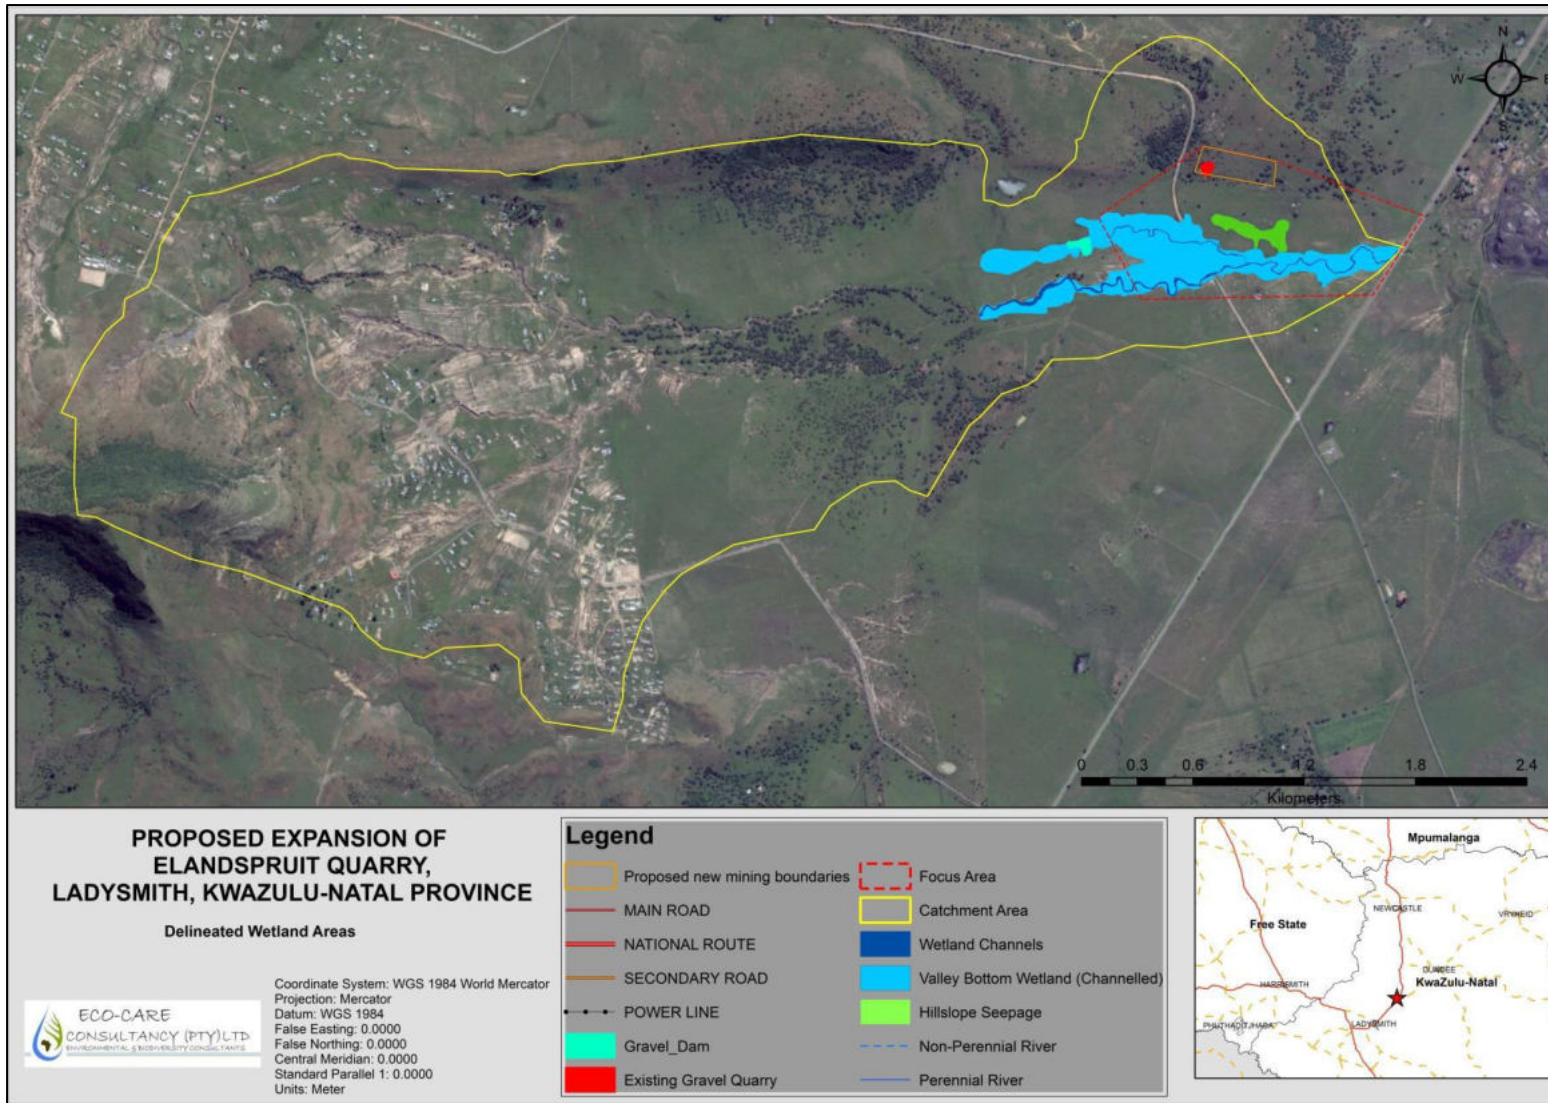 N
W
E
S
0 0.3 0.6 1.2 1.8 2.4
Kilometers
PROPOSED EXPANSION OF
ELANDSPRUIT QUARRY,
LADYSMITH, KWAZULU-NATAL PROVINCE
Delineated Wetland Areas
ECO-CARE
CONSULTANCY (PTY)LTD
ENVIRONMENTAL & BIODIVERSITY CONSULTANTS
Coordinate System: WGS 1984 World Mercator
Projection: Mercator
Datum: WGS 1984
False Easting: 0.0000
False Northing: 0.0000
Central Meridian: 0.0000
Standard Parallel 1: 0.0000
Units: Meter
Legend
Proposed new mining boundaries
MAIN ROAD
NATIONAL ROUTE
SECONDARY ROAD
POWER LINE
Gravel_Dam
Existing Gravel Quarry
Focus Area
Catchment Area
Wetland Channels
Valley Bottom Wetland (Channelled)
Hillslope Seepage
Non-Perennial River
Perennial River
Mpumalanga
NEWCASTLE
VRYHEID
Free State
DUNDEE
KwaZulu-Natal
HARRISMITH
LADYSMITH
PHUTHADITJHABA